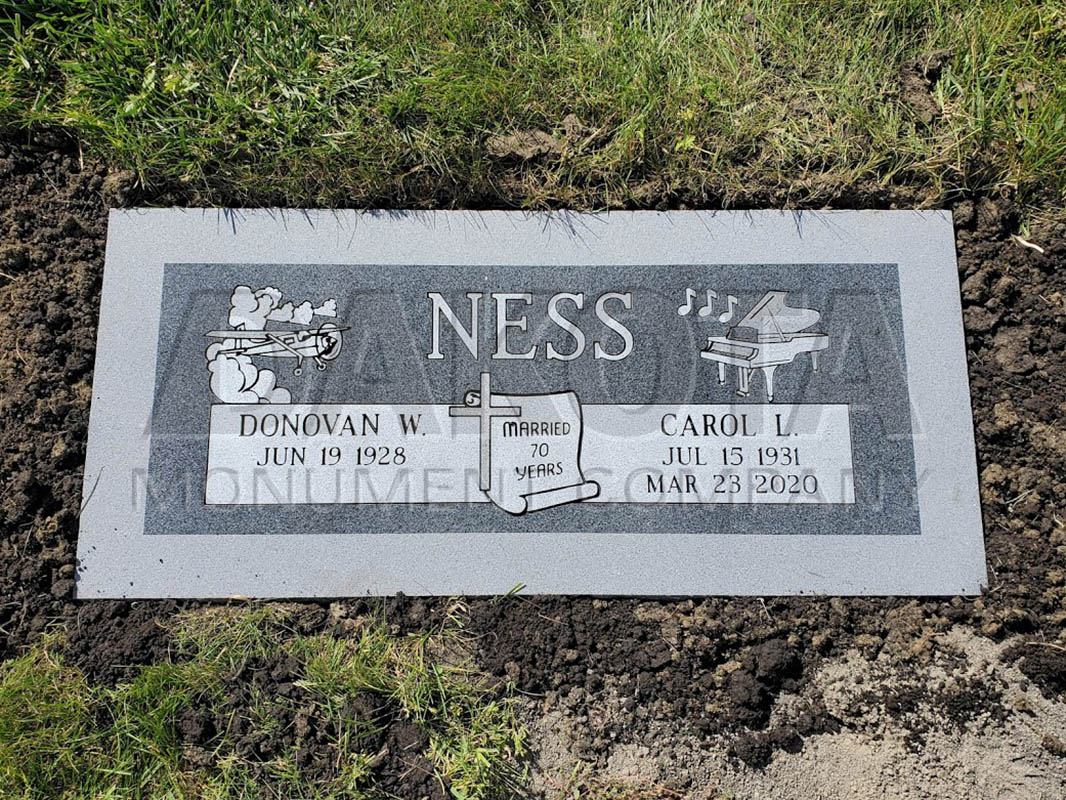 NESS
DONOVAN W.
JUN 19 1928
MARRIED
70
YEARS
CAROL L.
JUL 15 1931
MAR 23 2020
DAKOTA
MONUMENT COMPANY